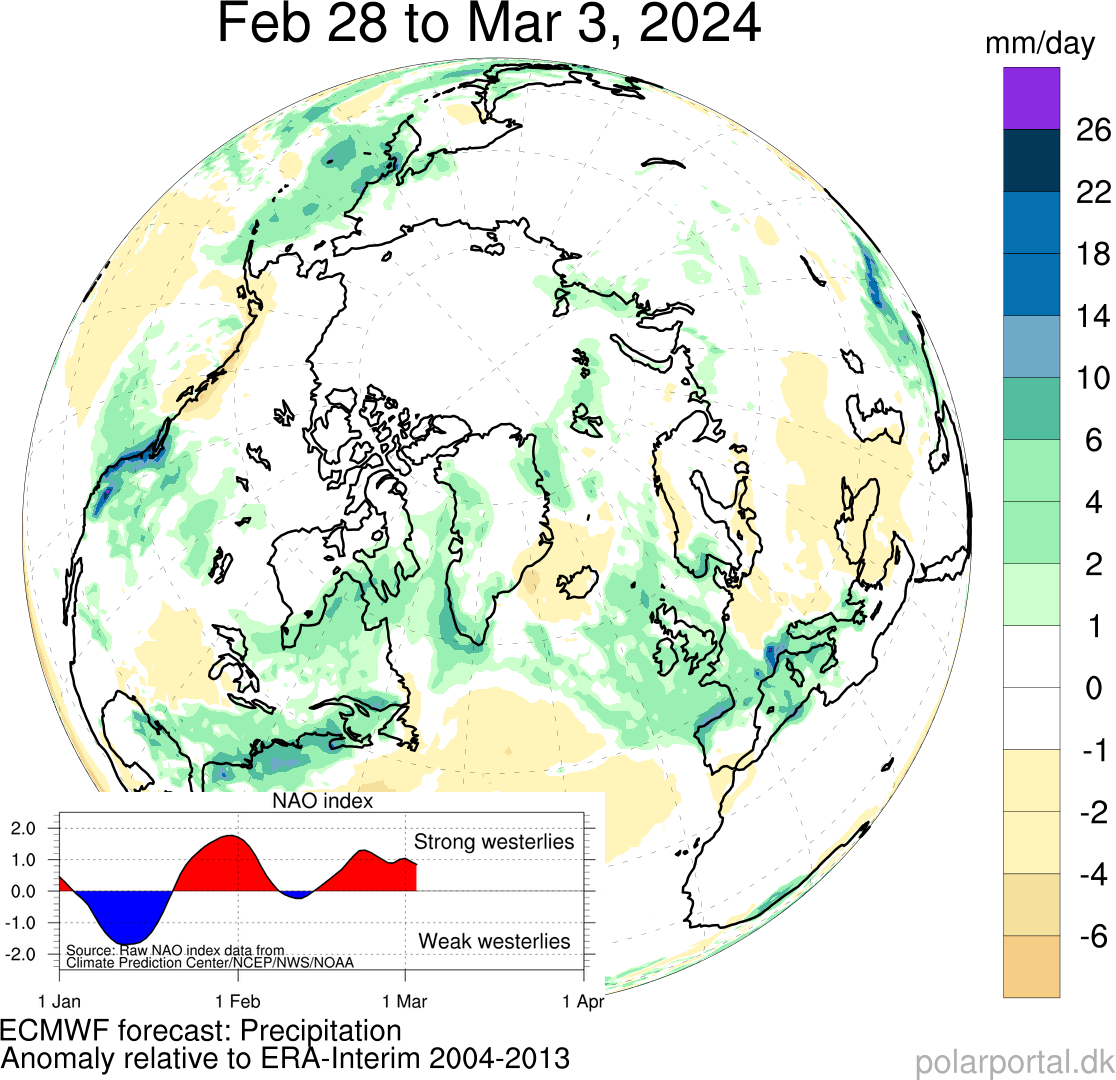 Feb 28 to Mar 3, 2024
mm/day
26
22
18
14
10
6
4
2
1
0
-1
-2
-4
-6
NAO index
2.0
1.0
0.0
-1.0
-2.0
Strong westerlies
Weak westerlies
Source: Raw NAO index data from
Climate Prediction Center/NCEP/NWS/NOAA
1 Jan 1 Feb 1 Mar 1 Apr
ECMWF forecast: Precipitation
Anomaly relative to ERA-Interim 2004-2013
polarportal.dk